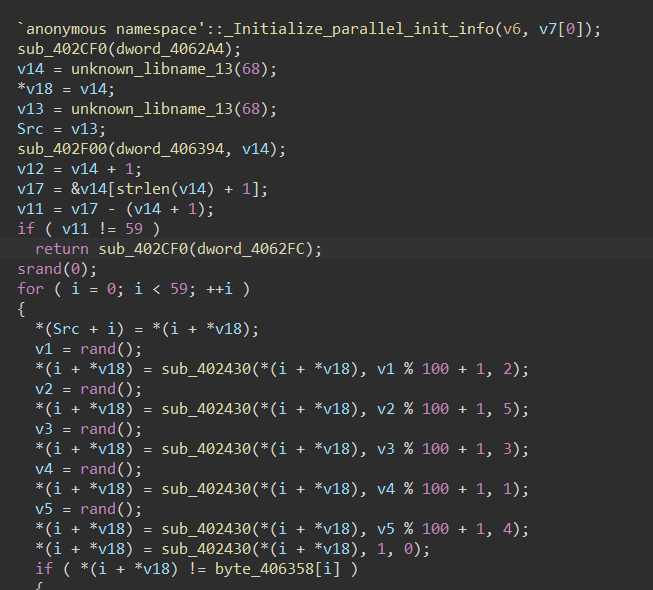 `anonymous namespace'::_Initialize_parallel_init_info(v6, v7[0]);
sub_402CF0(dword_4062A4);
v14 = unknown_libname_13(68);
*v18 = v14;
v13 = unknown_libname_13(68);
Src = v13;
sub_402F00(dword_406394, v14);
v12 = v14 + 1;
v17 = &v14[strlen(v14) + 1];
v11 = v17 - (v14 + 1);
if ( v11 != 59 )
  return sub_402CF0(dword_4062FC);
srand(0);
for ( i = 0; i < 59; ++i )
{
  *(Src + i) = *(i + *v18);
  v1 = rand();
  *(i + *v18) = sub_402430(*(i + *v18), v1 % 100 + 1, 2);
  v2 = rand();
  *(i + *v18) = sub_402430(*(i + *v18), v2 % 100 + 1, 5);
  v3 = rand();
  *(i + *v18) = sub_402430(*(i + *v18), v3 % 100 + 1, 3);
  v4 = rand();
  *(i + *v18) = sub_402430(*(i + *v18), v4 % 100 + 1, 1);
  v5 = rand();
  *(i + *v18) = sub_402430(*(i + *v18), v5 % 100 + 1, 4);
  *(i + *v18) = sub_402430(*(i + *v18), 1, 0);
  if ( *(i + *v18) != byte_406358[i] )
  {